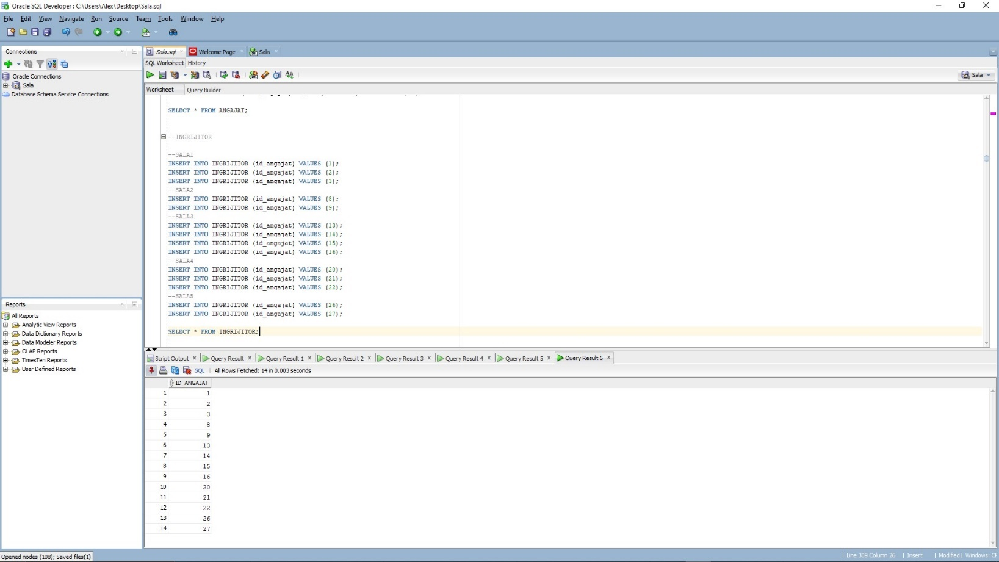 Oracle SQL Developer : C:\Users\Alex\Desktop\Sala.sql
File Edit View Navigate Run Source Team Tools Window Help
Connections
Oracle Connections
Sala
Database Schema Service Connections
Reports
All Reports
Analytic View Reports
Data Dictionary Reports
Data Modeler Reports
OLAP Reports
TimesTen Reports
User Defined Reports
Sala.sql Welcome Page Sala
SQL Worksheet History
Sala
Worksheet Query Builder
SELECT * FROM ANGAJAT;
--INGRIJITOR
--SALA1
INSERT INTO INGRIJITOR (id_angajat) VALUES (1);
INSERT INTO INGRIJITOR (id_angajat) VALUES (2);
INSERT INTO INGRIJITOR (id_angajat) VALUES (3);
--SALA2
INSERT INTO INGRIJITOR (id_angajat) VALUES (8);
INSERT INTO INGRIJITOR (id_angajat) VALUES (9);
--SALA3
INSERT INTO INGRIJITOR (id_angajat) VALUES (13);
INSERT INTO INGRIJITOR (id_angajat) VALUES (14);
INSERT INTO INGRIJITOR (id_angajat) VALUES (15);
INSERT INTO INGRIJITOR (id_angajat) VALUES (16);
--SALA4
INSERT INTO INGRIJITOR (id_angajat) VALUES (20);
INSERT INTO INGRIJITOR (id_angajat) VALUES (21);
INSERT INTO INGRIJITOR (id_angajat) VALUES (22);
--SALA5
INSERT INTO INGRIJITOR (id_angajat) VALUES (26);
INSERT INTO INGRIJITOR (id_angajat) VALUES (27);
SELECT * FROM INGRIJITOR;
Script Output Query Result Query Result 1 Query Result 2 Query Result 3 Query Result 4 Query Result 5 Query Result 6
SQL All Rows Fetched: 14 in 0.003 seconds
ID_ANGAJAT
1 1
2 2
3 3
4 8
5 9
6 13
7 14
8 15
9 16
10 20
11 21
12 22
13 26
14 27
Opened nodes (108); Saved files(1)
Line 309 Column 26 Insert Modified Windows: